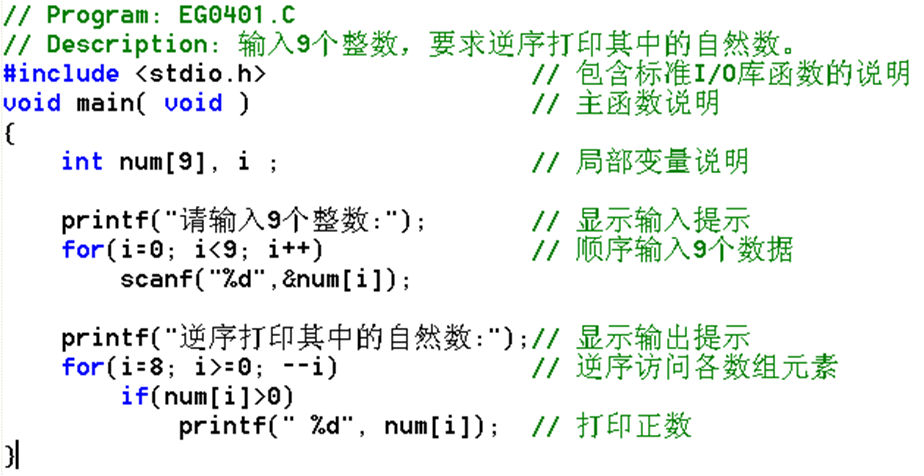 // Program: EG0401.C
// Description: 输入9个整数，要求逆序打印其中的自然数。
#include <stdio.h> // 包含标准I/O库函数的说明
void main( void ) // 主函数说明
{
int num[9], i ; // 局部变量说明
printf("请输入9个整数:"); // 显示输入提示
for(i=0; i<9; i++) // 顺序输入9个数据
scanf("%d",&num[i]);
printf("逆序打印其中的自然数:");// 显示输出提示
for(i=8; i>=0; --i) // 逆序访问各数组元素
if(num[i]>0)
printf(" %d", num[i]); // 打印正数
}